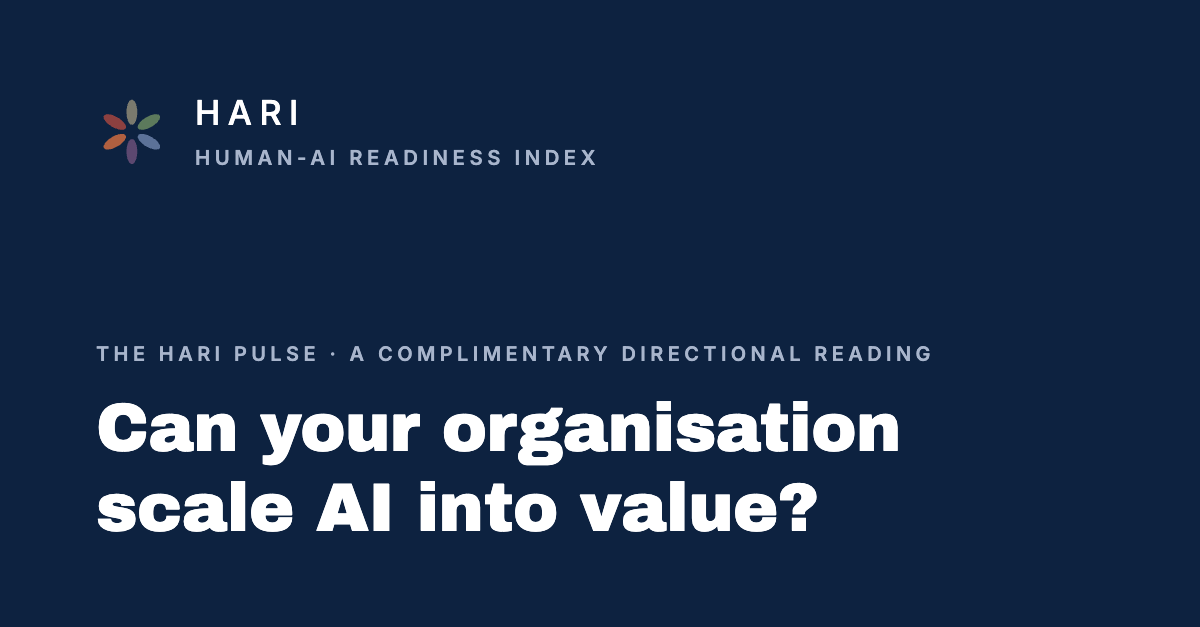 HARI
HUMAN-AI READINESS INDEX
THE HARI PULSE · A COMPLIMENTARY DIRECTIONAL READING
Can your organisation
scale AI into value?